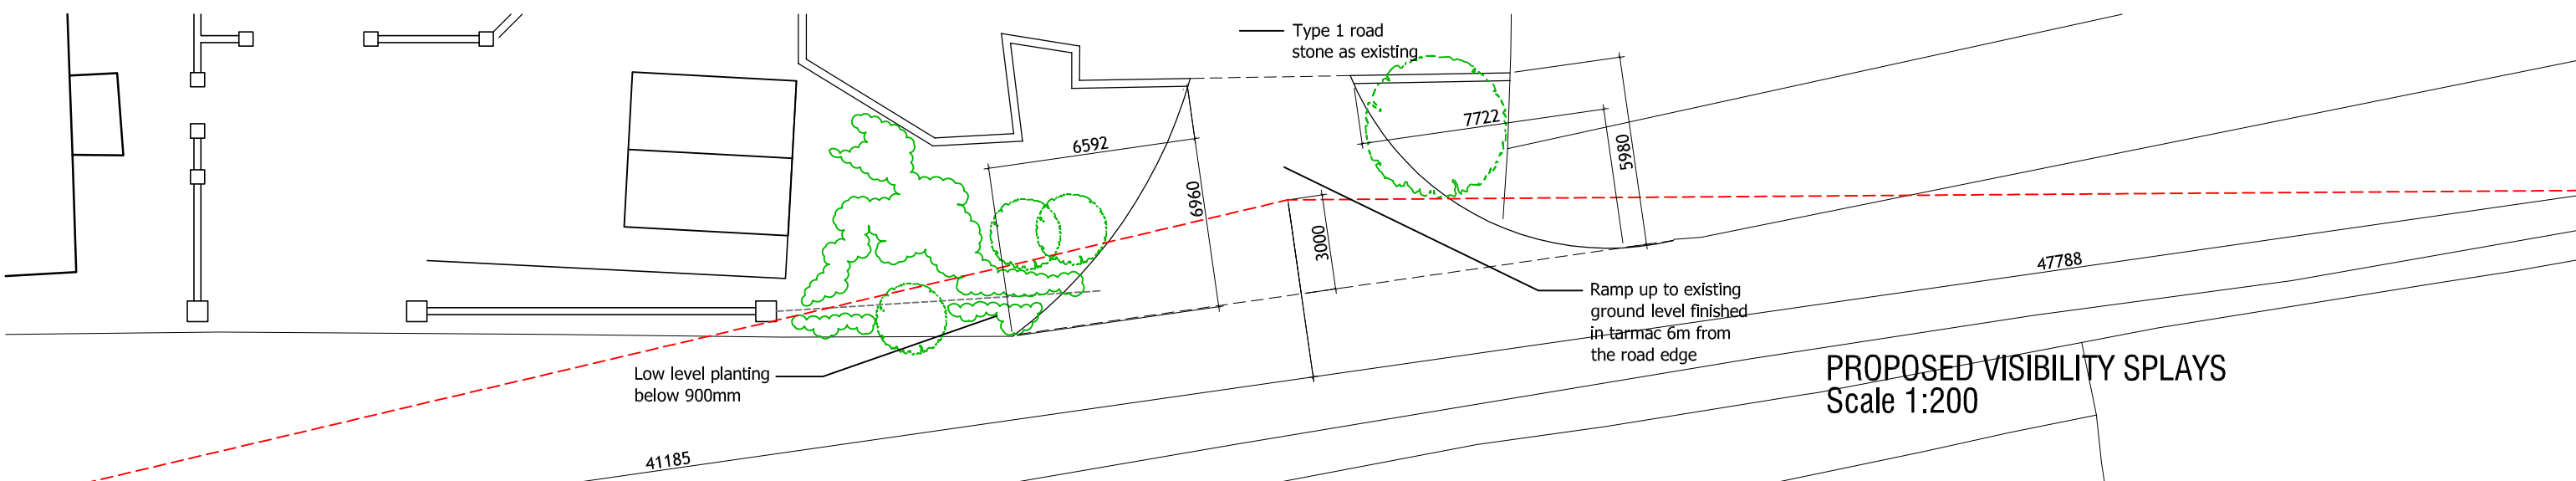 Type 1 road
stone as existing
7722
5980
6592
6960
3000
47788
Ramp up to existing
ground level finished
in tarmac 6m from
the road edge
Low level planting
below 900mm
PROPOSED VISIBILITY SPLAYS
Scale 1:200
41185